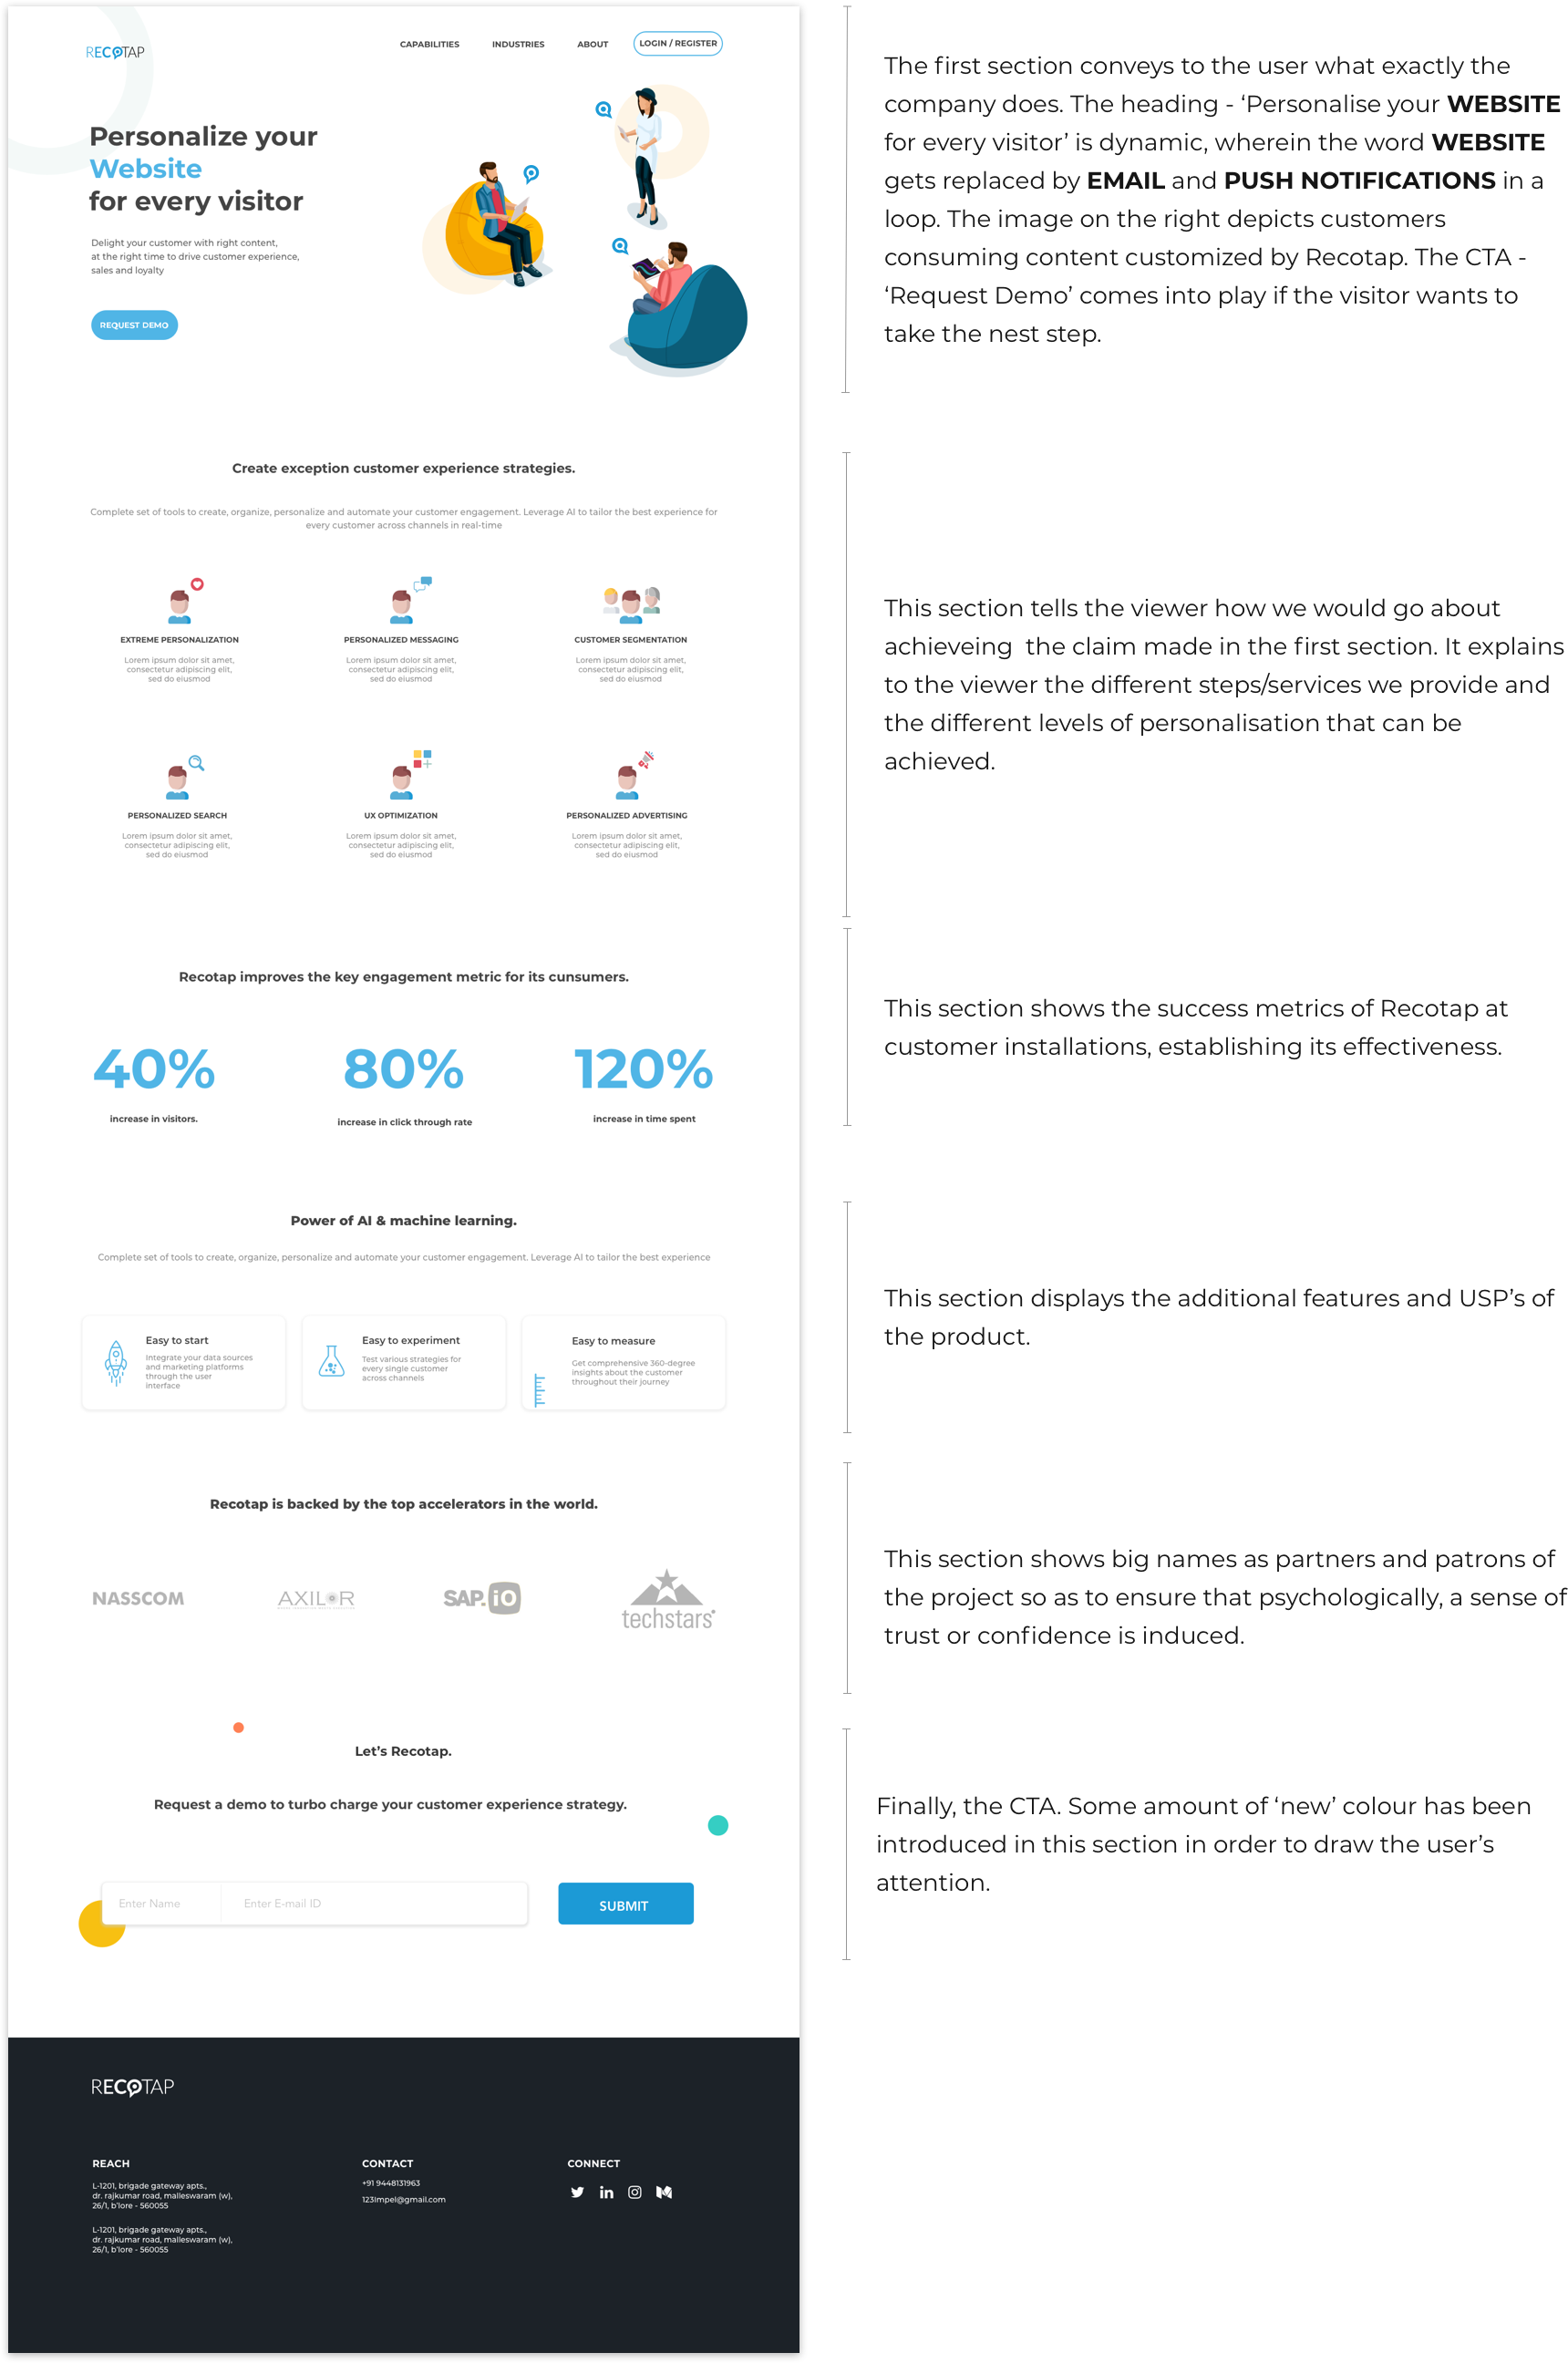 RECOTAP
CAPABILITIES
INDUSTRIES
ABOUT
LOGIN / REGISTER
Personalize your
Website
for every visitor
Delight your customer with right content,
at the right time to drive customer experience,
sales and loyalty
REQUEST DEMO
The first section conveys to the user what exactly the
company does. The heading - ‘Personalise your WEBSITE
for every visitor’ is dynamic, wherein the word WEBSITE
gets replaced by EMAIL and PUSH NOTIFICATIONS in a
loop. The image on the right depicts customers
consuming content customized by Recotap. The CTA -
‘Request Demo’ comes into play if the visitor wants to
take the nest step.
Create exception customer experience strategies.
Complete set of tools to create, organize, personalize and automate your customer engagement. Leverage AI to tailor the best experience for
every customer across channels in real-time
EXTREME PERSONALIZATION
Lorem ipsum dolor sit amet,
consectetur adipiscing elit,
sed do eiusmod
PERSONALIZED MESSAGING
Lorem ipsum dolor sit amet,
consectetur adipiscing elit,
sed do eiusmod
CUSTOMER SEGMENTATION
Lorem ipsum dolor sit amet,
consectetur adipiscing elit,
sed do eiusmod
PERSONALIZED SEARCH
Lorem ipsum dolor sit amet,
consectetur adipiscing elit,
sed do eiusmod
UX OPTIMIZATION
Lorem ipsum dolor sit amet,
consectetur adipiscing elit,
sed do eiusmod
PERSONALIZED ADVERTISING
Lorem ipsum dolor sit amet,
consectetur adipiscing elit,
sed do eiusmod
This section tells the viewer how we would go about
achieveing  the claim made in the first section. It explains
to the viewer the different steps/services we provide and
the different levels of personalisation that can be
achieved.
Recotap improves the key engagement metric for its cunsumers.
40%
increase in visitors.
80%
increase in click through rate
120%
increase in time spent
This section shows the success metrics of Recotap at
customer installations, establishing its effectiveness.
Power of AI & machine learning.
Complete set of tools to create, organize, personalize and automate your customer engagement. Leverage AI to tailor the best experience
Easy to start
Integrate your data sources
and marketing platforms
through the user
interface
Easy to experiment
Test various strategies for
every single customer
across channels
Easy to measure
Get comprehensive 360-degree
insights about the customer
throughout their journey
This section displays the additional features and USP’s of
the product.
Recotap is backed by the top accelerators in the world.
NASSCOM
AXILOR
SAP.iO
techstars
This section shows big names as partners and patrons of
the project so as to ensure that psychologically, a sense of
trust or confidence is induced.
Let’s Recotap.
Request a demo to turbo charge your customer experience strategy.
Enter Name
Enter E-mail ID
SUBMIT
Finally, the CTA. Some amount of ‘new’ colour has been
introduced in this section in order to draw the user’s
attention.
RECOTAP
REACH
L-1201, brigade gateway apts.,
dr. rajkumar road, malleswaram (w),
26/1, b'lore - 560055
L-1201, brigade gateway apts.,
dr. rajkumar road, malleswaram (w),
26/1, b'lore - 560055
CONTACT
+91 9448131963
123Impel@gmail.com
CONNECT